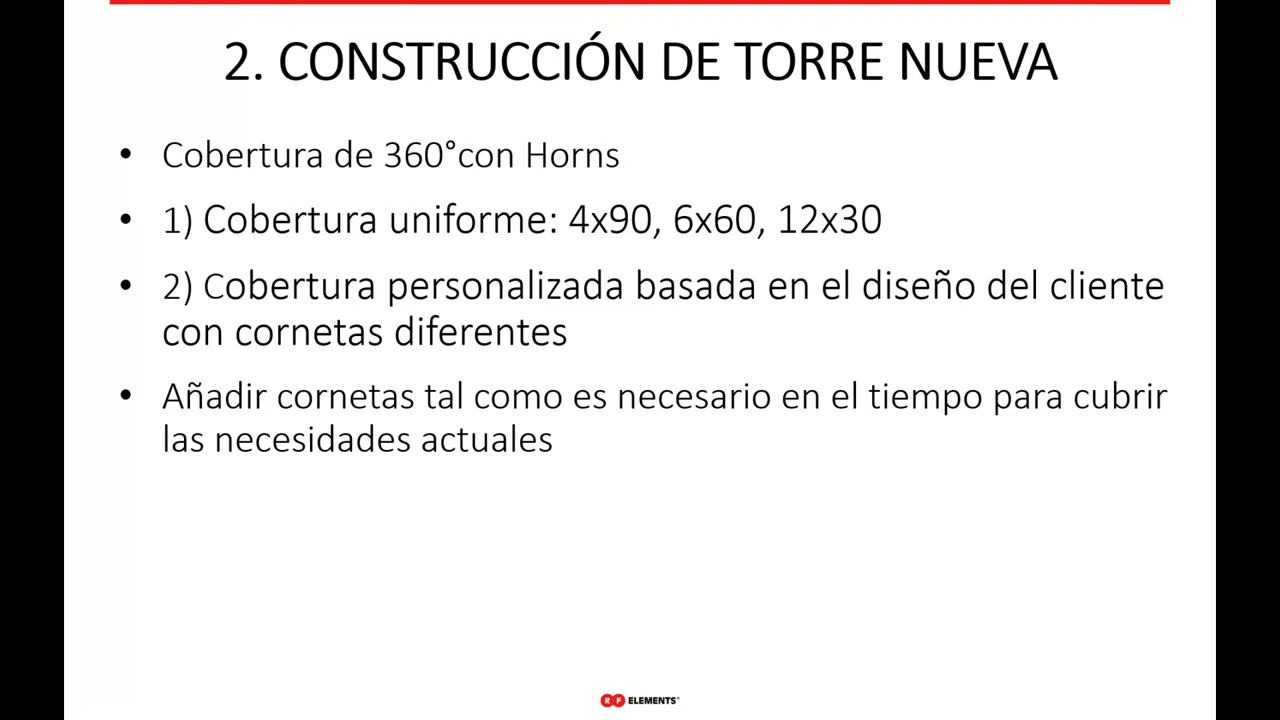 2. CONSTRUCCIÓN DE TORRE NUEVA
• Cobertura de 360°con Horns
• 1) Cobertura uniforme: 4x90, 6x60, 12x30
• 2) Cobertura personalizada basada en el diseño del cliente
con cornetas diferentes
• Añadir cornetas tal como es necesario en el tiempo para cubrir
las necesidades actuales
RF ELEMENTS